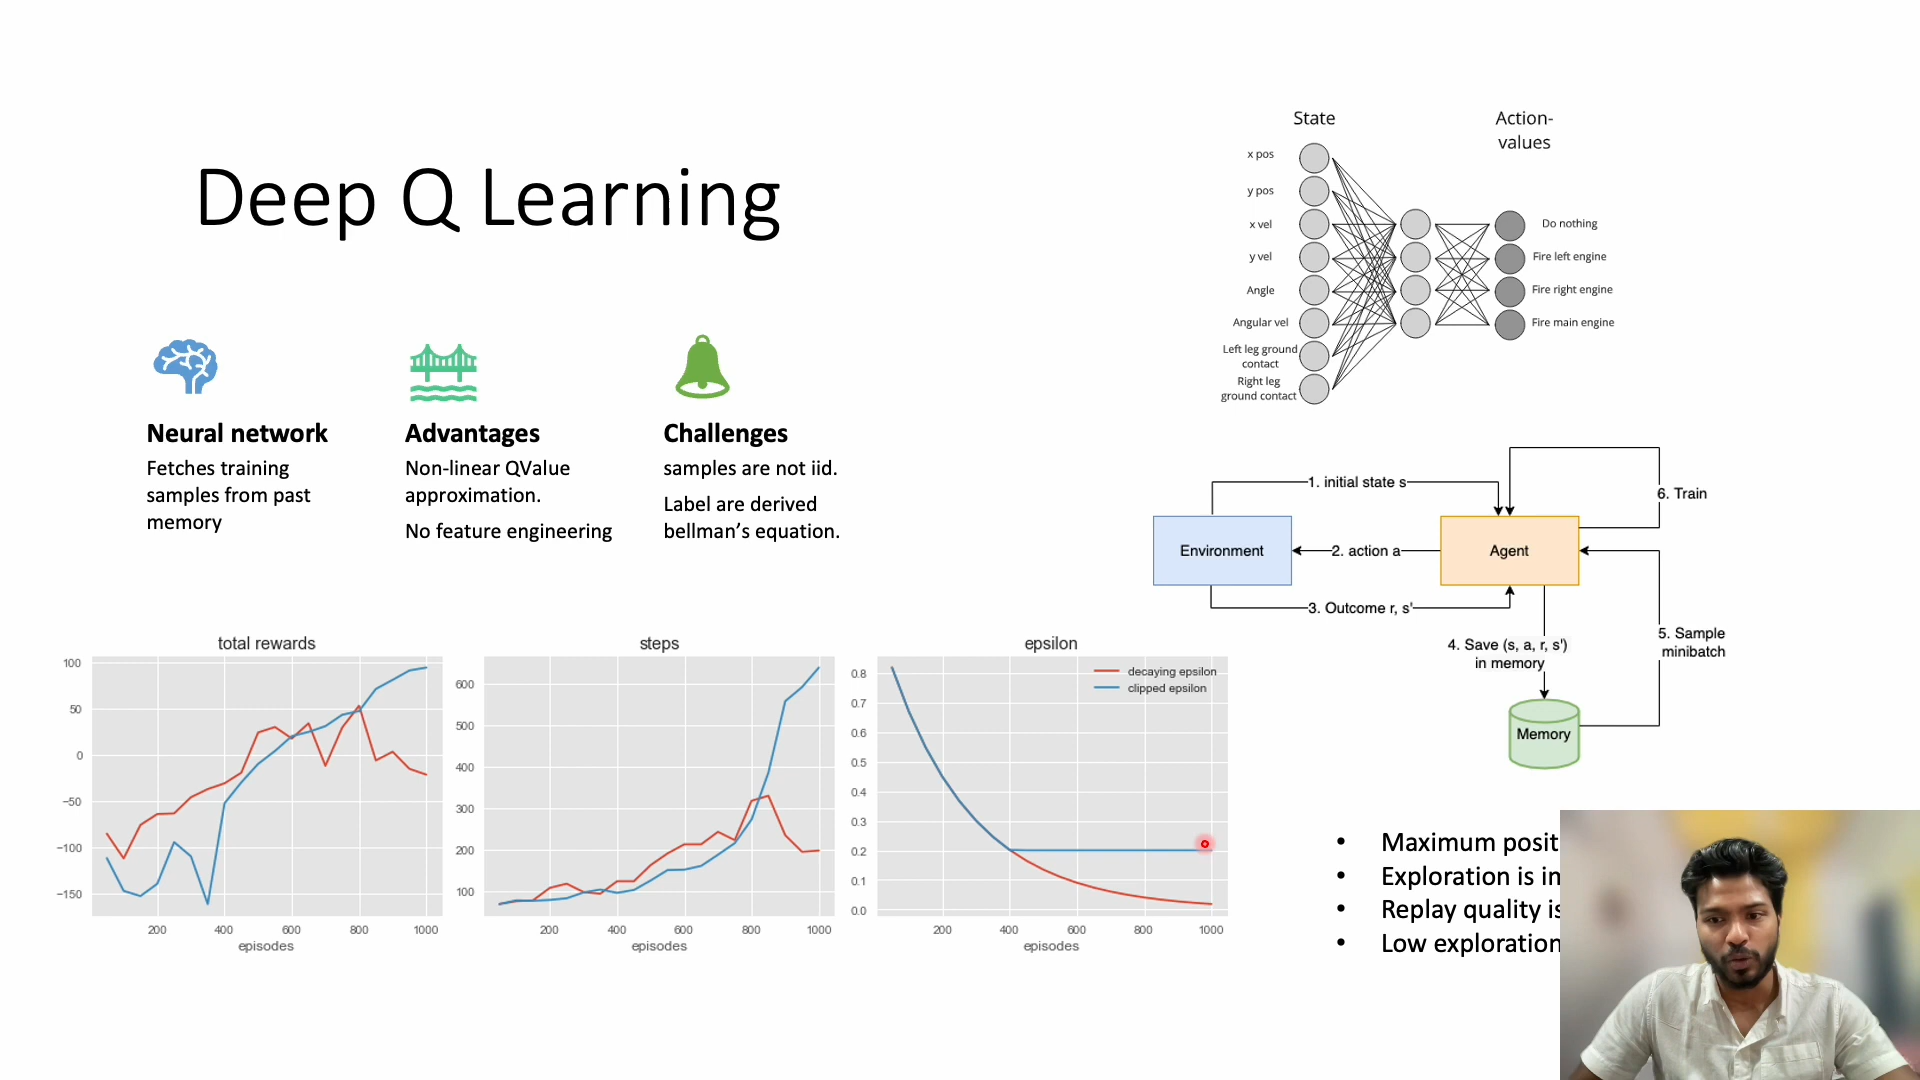 Deep Q Learning
Neural network
Fetches training
samples from past
memory
Advantages
Non-linear QValue
approximation.
No feature engineering
Challenges
samples are not iid.
Label are derived
bellman's equation.
State
Action-
values
x pos
y pos
x vel
y vel
Angle
Angular vel
Left leg ground
contact
Right leg
ground contact
Do nothing
Fire left engine
Fire right engine
Fire main engine
1. initial state s
6. Train
Environment
2. action a
Agent
3. Outcome r, s'
4. Save (s, a, r, s')
in memory
5. Sample
minibatch
Memory
total rewards
100
50
0
−50
−100
−150
200
400
600
800
1000
episodes
steps
600
500
400
300
200
100
200
400
600
800
1000
episodes
epsilon
decaying epsilon
clipped epsilon
0.8
0.7
0.6
0.5
0.4
0.3
0.2
0.1
0.0
200
400
600
800
1000
episodes
• Maximum posit
• Exploration is
• Replay quality is
• Low exploration